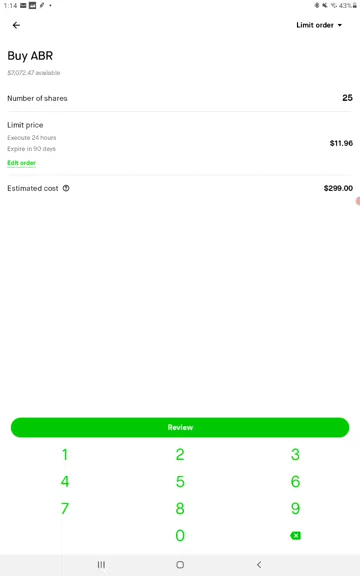 1:14
43%
Limit order
Buy ABR
$7,072.47 available
Number of shares 25
Limit price
Execute 24 hours
Expire in 90 days
$11.96
Edit order
Estimated cost ? $299.00
Review
1 2 3
4 5 6
7 8 9
0